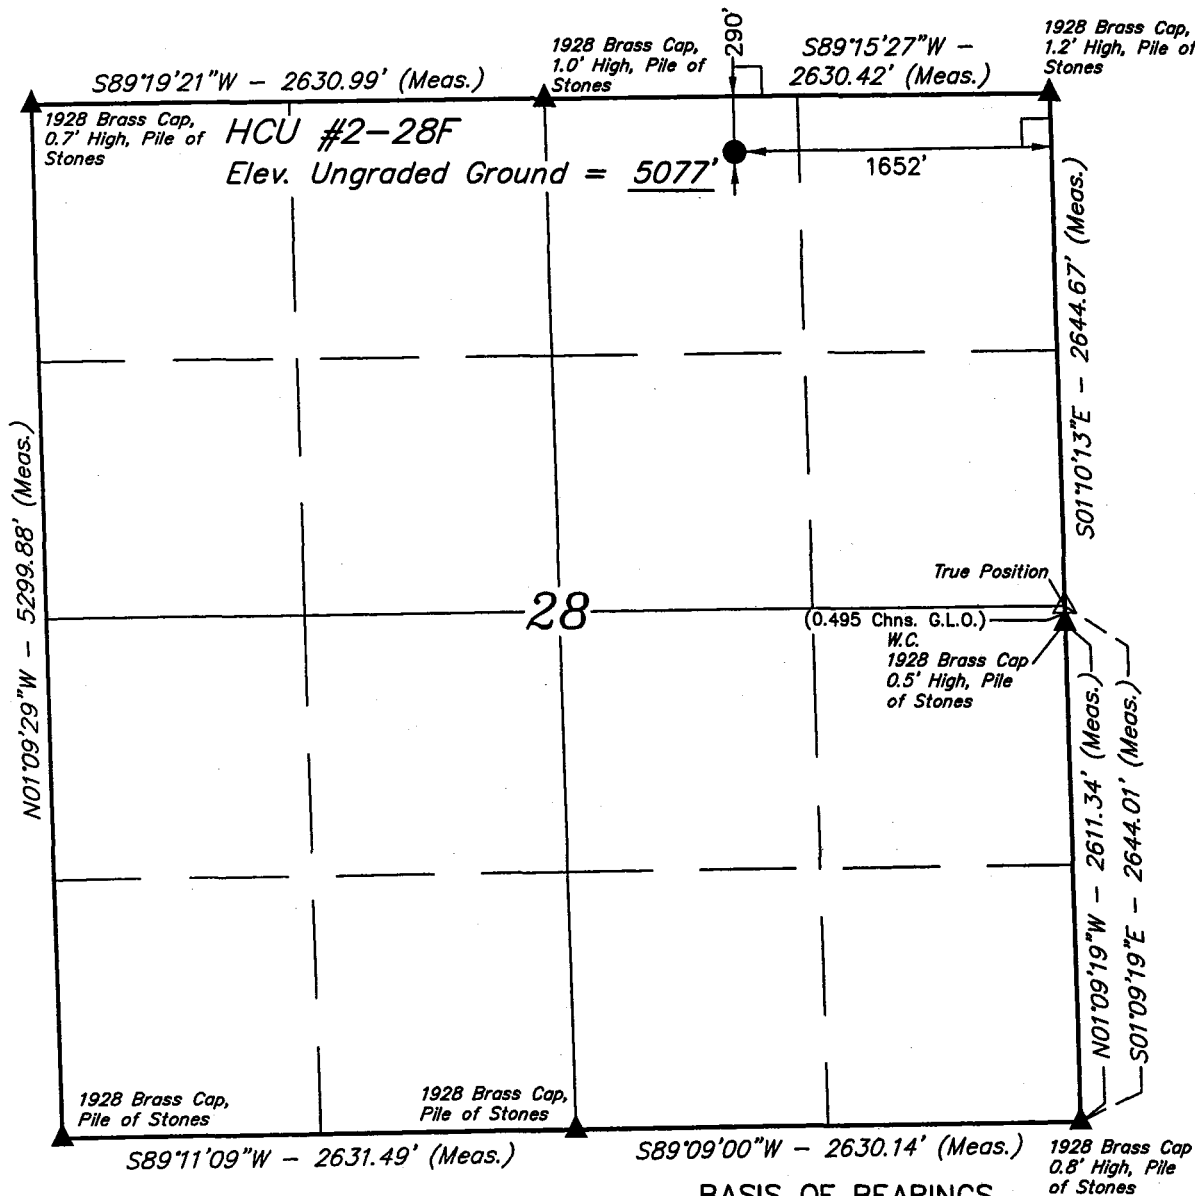 290'
1928 Brass Cap,
1.0' High, Pile of
Stones
S89°15'27"W –
2630.42' (Meas.)
1928 Brass Cap,
1.2' High, Pile of
Stones
S89°19'21"W – 2630.99' (Meas.)
1928 Brass Cap,
0.7' High, Pile of
Stones
HCU #2–28F
Elev. Ungraded Ground = 5077'
1652'
S01°10'13"E – 2644.67' (Meas.)
N01°09'29"W – 5299.88' (Meas.)
True Position
28
(0.495 Chns. G.L.O.)
W.C.
1928 Brass Cap
0.5' High, Pile
of Stones
N01°09'19"W – 2611.34' (Meas.)
S01°09'19"E – 2644.01' (Meas.)
1928 Brass Cap,
Pile of Stones
1928 Brass Cap,
Pile of Stones
S89°11'09"W – 2631.49' (Meas.)
S89°09'00"W – 2630.14' (Meas.)
1928 Brass Cap
0.8' High, Pile
of Stones
BASIS OF BEARINGS